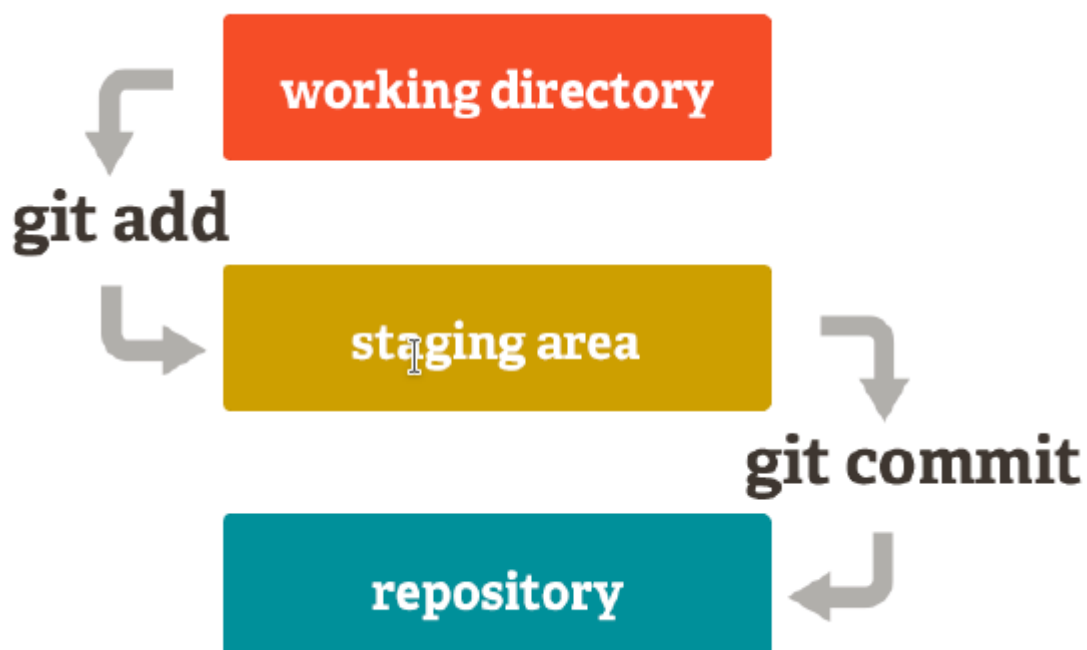 working directory
git add
staging area
git commit
repository